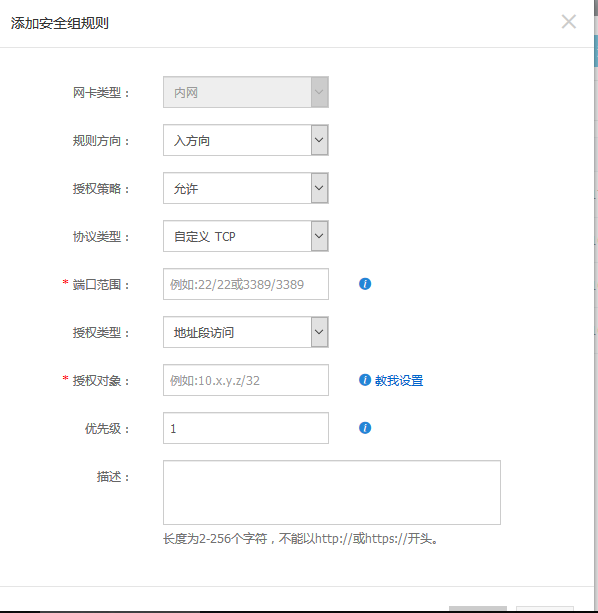 添加安全组规则
网卡类型： 内网
规则方向： 入方向
授权策略： 允许
协议类型： 自定义 TCP
* 端口范围： 例如:22/22或3389/3389
授权类型： 地址段访问
* 授权对象： 例如:10.x.y.z/32 教我设置
优先级： 1
描述：
长度为2-256个字符，不能以http://或https://开头。